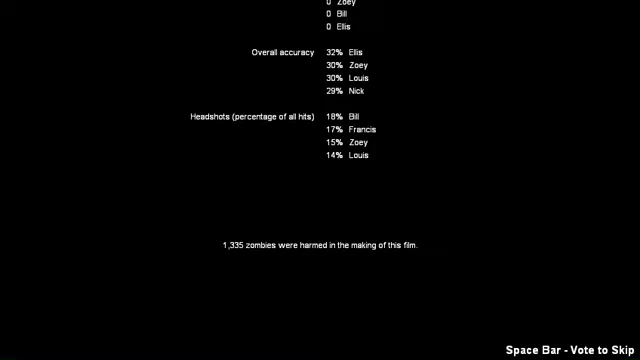 0 Zoey
0 Bill
0 Ellis
Overall accuracy 32% Ellis
30% Zoey
30% Louis
29% Nick
Headshots (percentage of all hits) 18% Bill
17% Francis
15% Zoey
14% Louis
1,335 zombies were harmed in the making of this film.
Space Bar - Vote to Skip